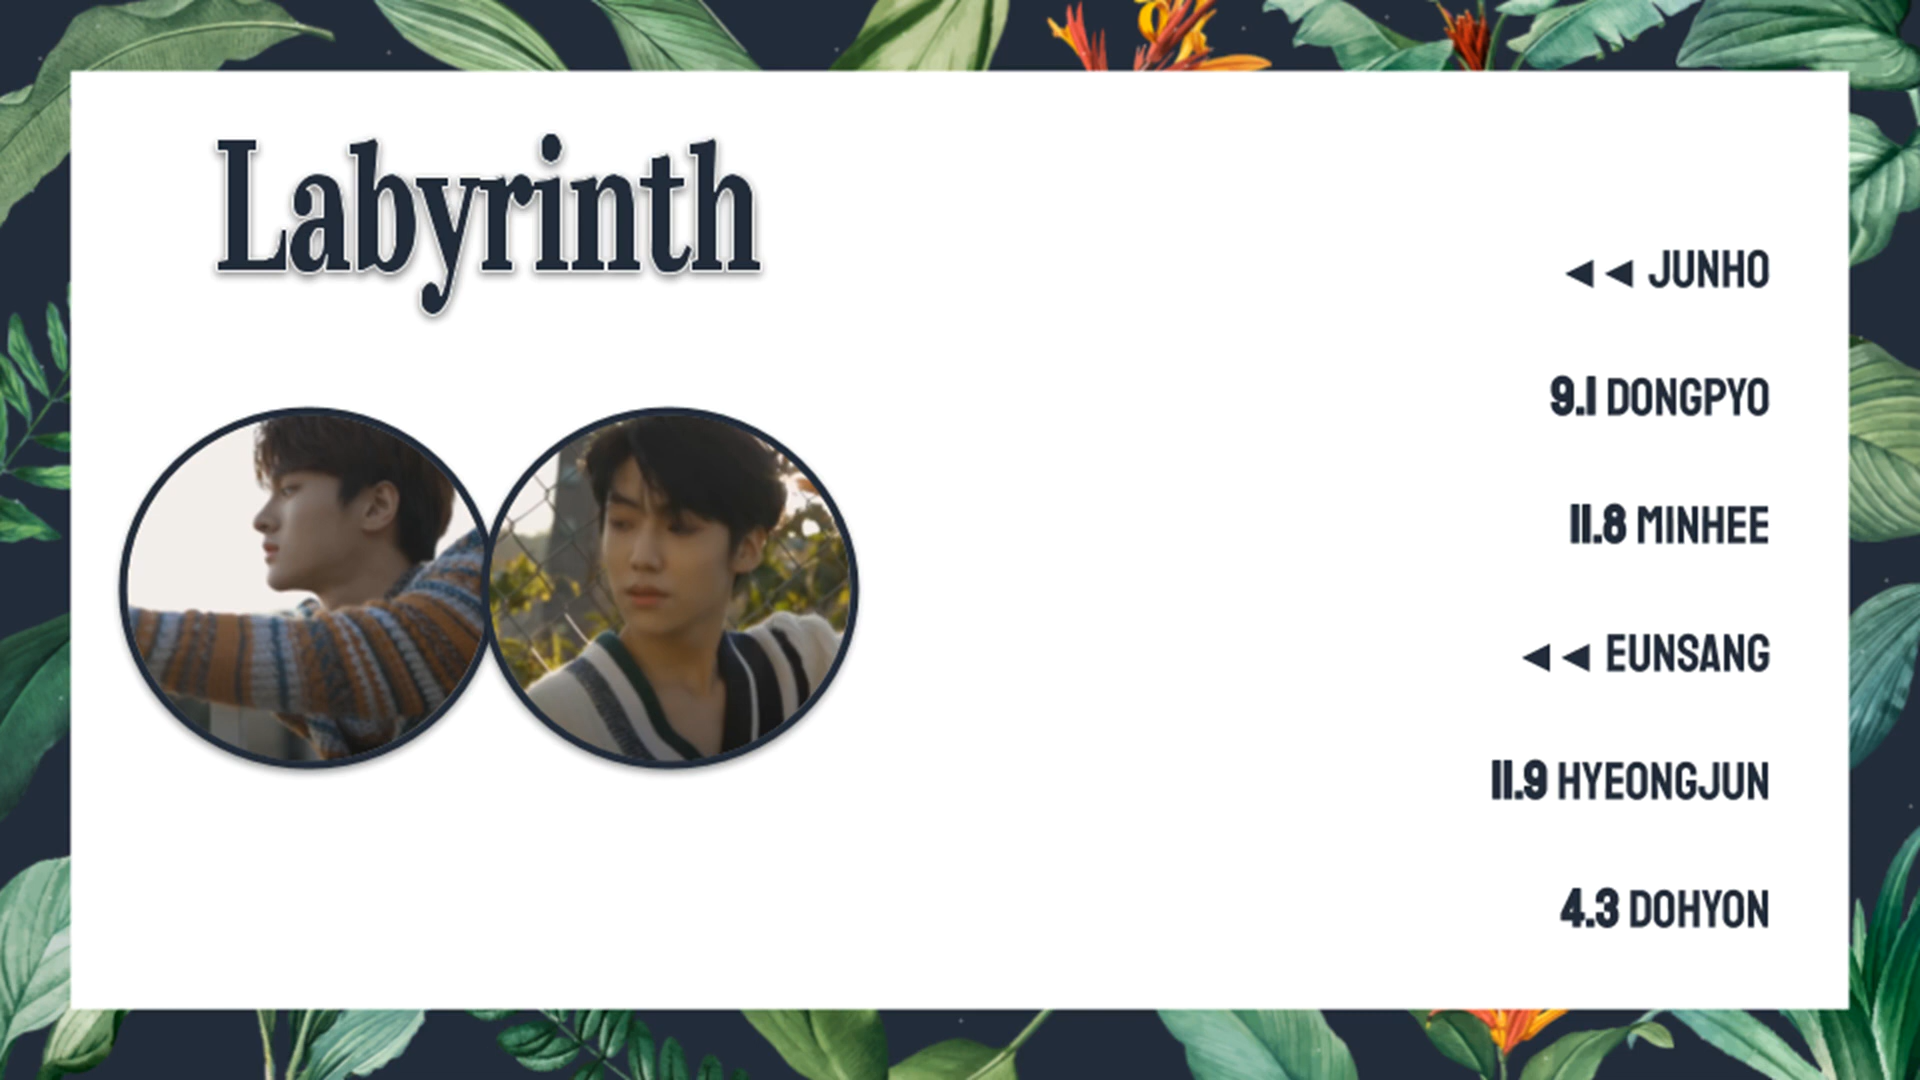 Labyrinth
◄◄ JUNHO
9.1 DONGPYO
11.8 MINHEE
◄◄ EUNSANG
11.9 HYEONGJUN
4.3 DOHYON